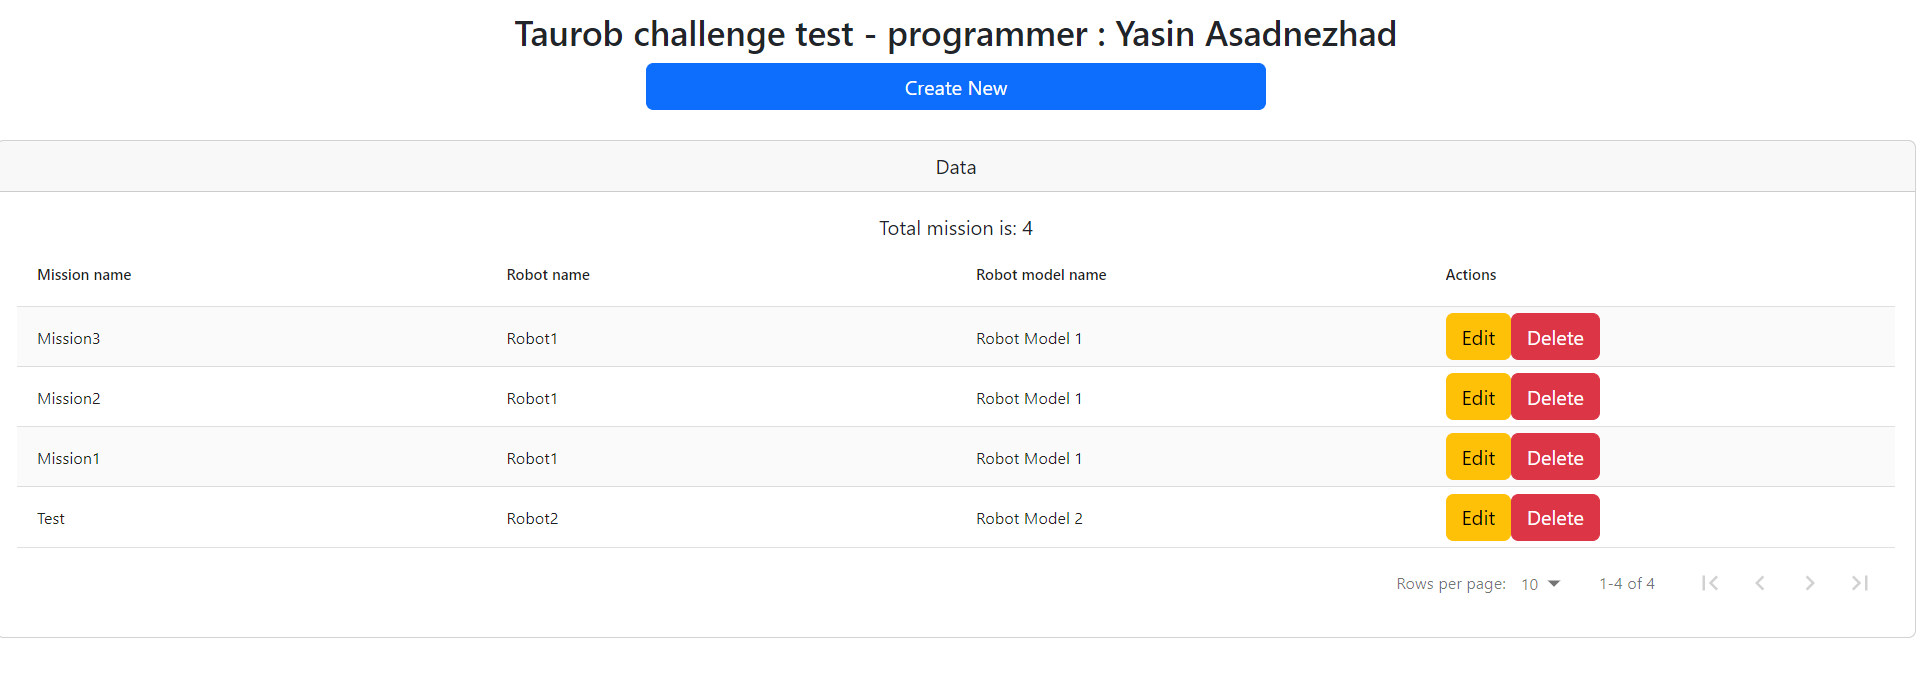 Taurob challenge test - programmer : Yasin Asadnezhad
Create New
Data
Total mission is: 4
Mission name Robot name Robot model name Actions
Mission3 Robot1 Robot Model 1 Edit Delete
Mission2 Robot1 Robot Model 1 Edit Delete
Mission1 Robot1 Robot Model 1 Edit Delete
Test Robot2 Robot Model 2 Edit Delete
Rows per page: 10 1-4 of 4